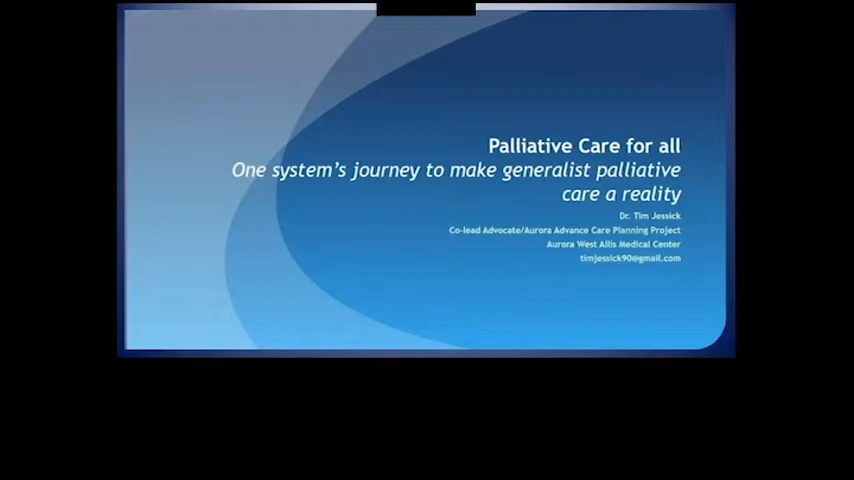 Palliative Care for all
One system's journey to make generalist palliative
care a reality
Dr. Tim Jessick
Co-lead Advocate/Aurora Advance Care Planning Project
Aurora West Allis Medical Center
timjessick90@gmail.com